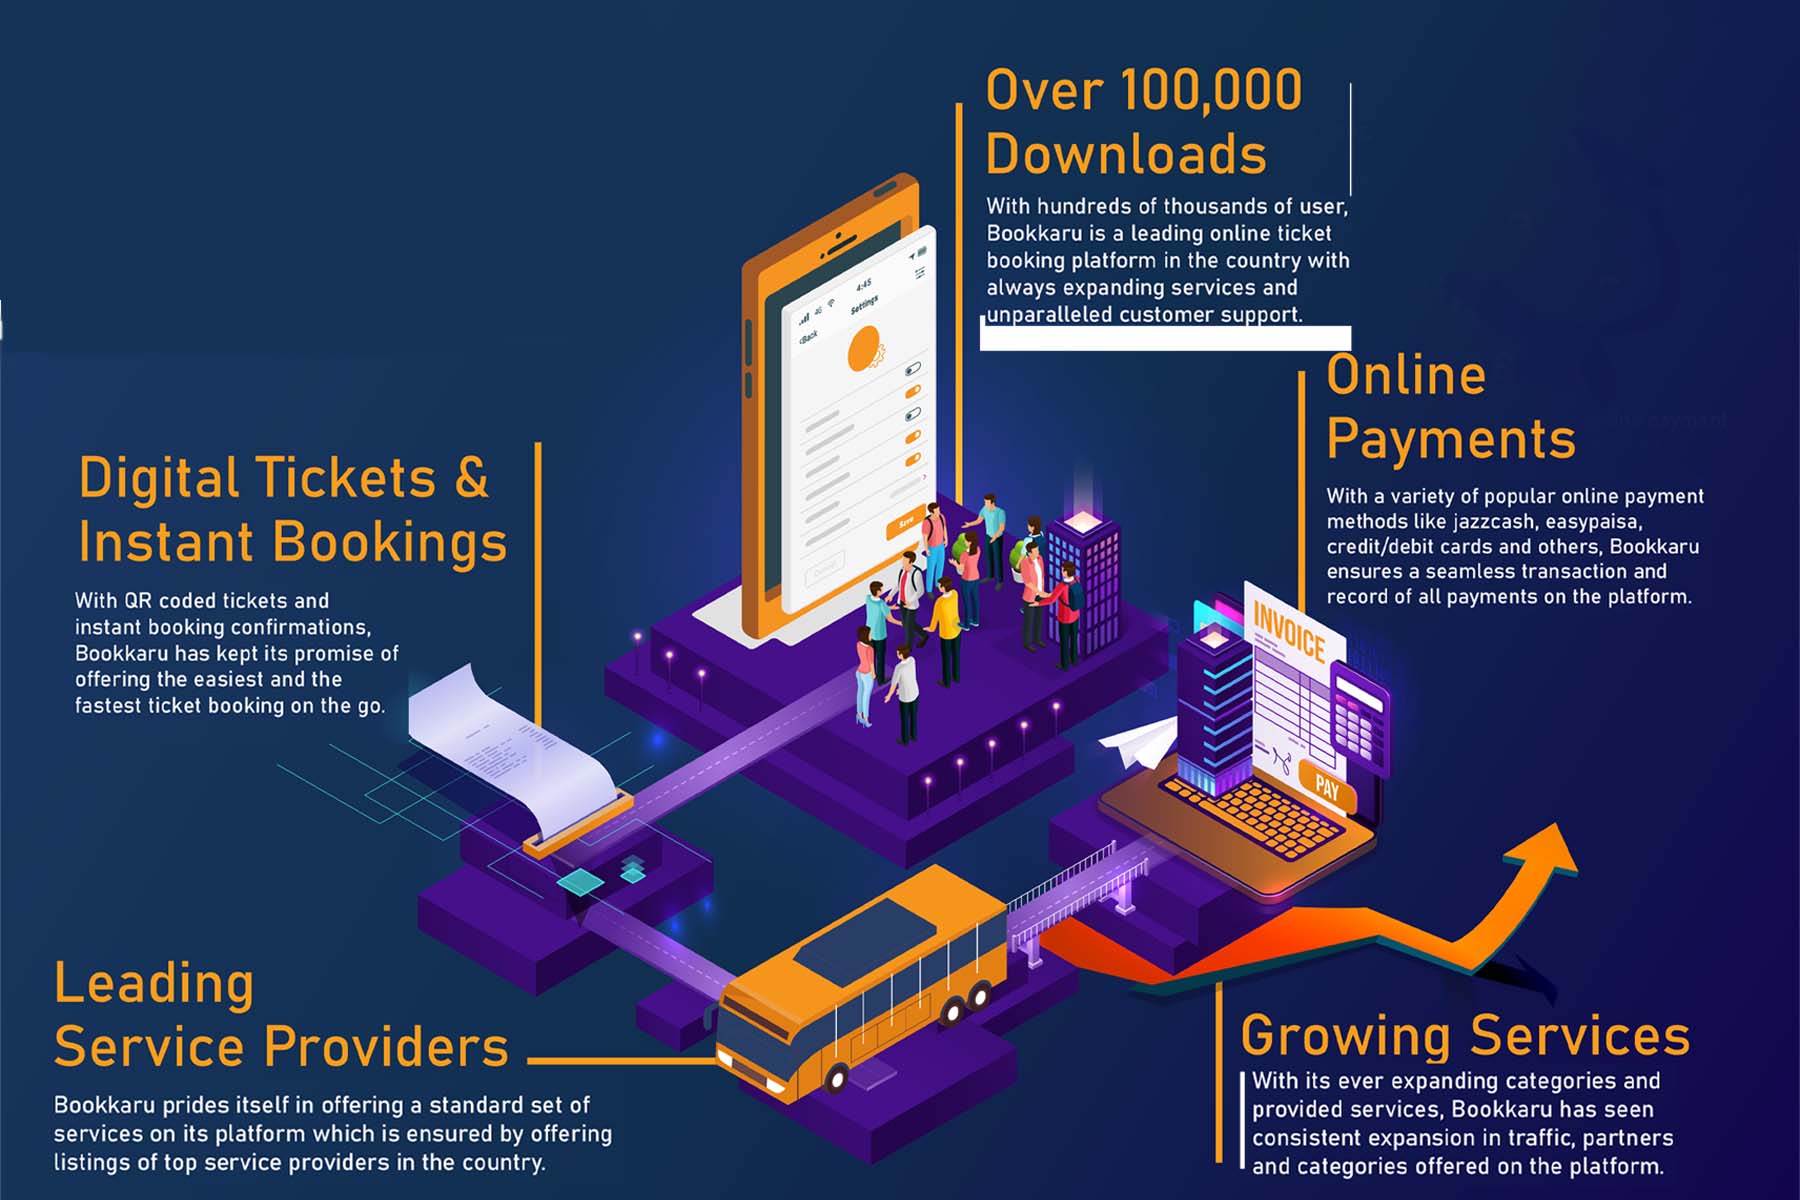 Over 100,000
Downloads
With hundreds of thousands of user,
Bookkaru is a leading online ticket
booking platform in the country with
always expanding services and
unparalleled customer support.
4G
4:45
Settings
‹Back
Save
Online
Payments
With a variety of popular online payment
methods like jazzcash, easypaisa,
credit/debit cards and others, Bookkaru
ensures a seamless transaction and
record of all payments on the platform.
Digital Tickets &
Instant Bookings
With QR coded tickets and
instant booking confirmations,
Bookkaru has kept its promise of
offering the easiest and the
fastest ticket booking on the go.
INVOICE
PAY
Leading
Service Providers
Bookkaru prides itself in offering a standard set of
services on its platform which is ensured by offering
listings of top service providers in the country.
Growing Services
With its ever expanding categories and
provided services, Bookkaru has seen
consistent expansion in traffic, partners
and categories offered on the platform.